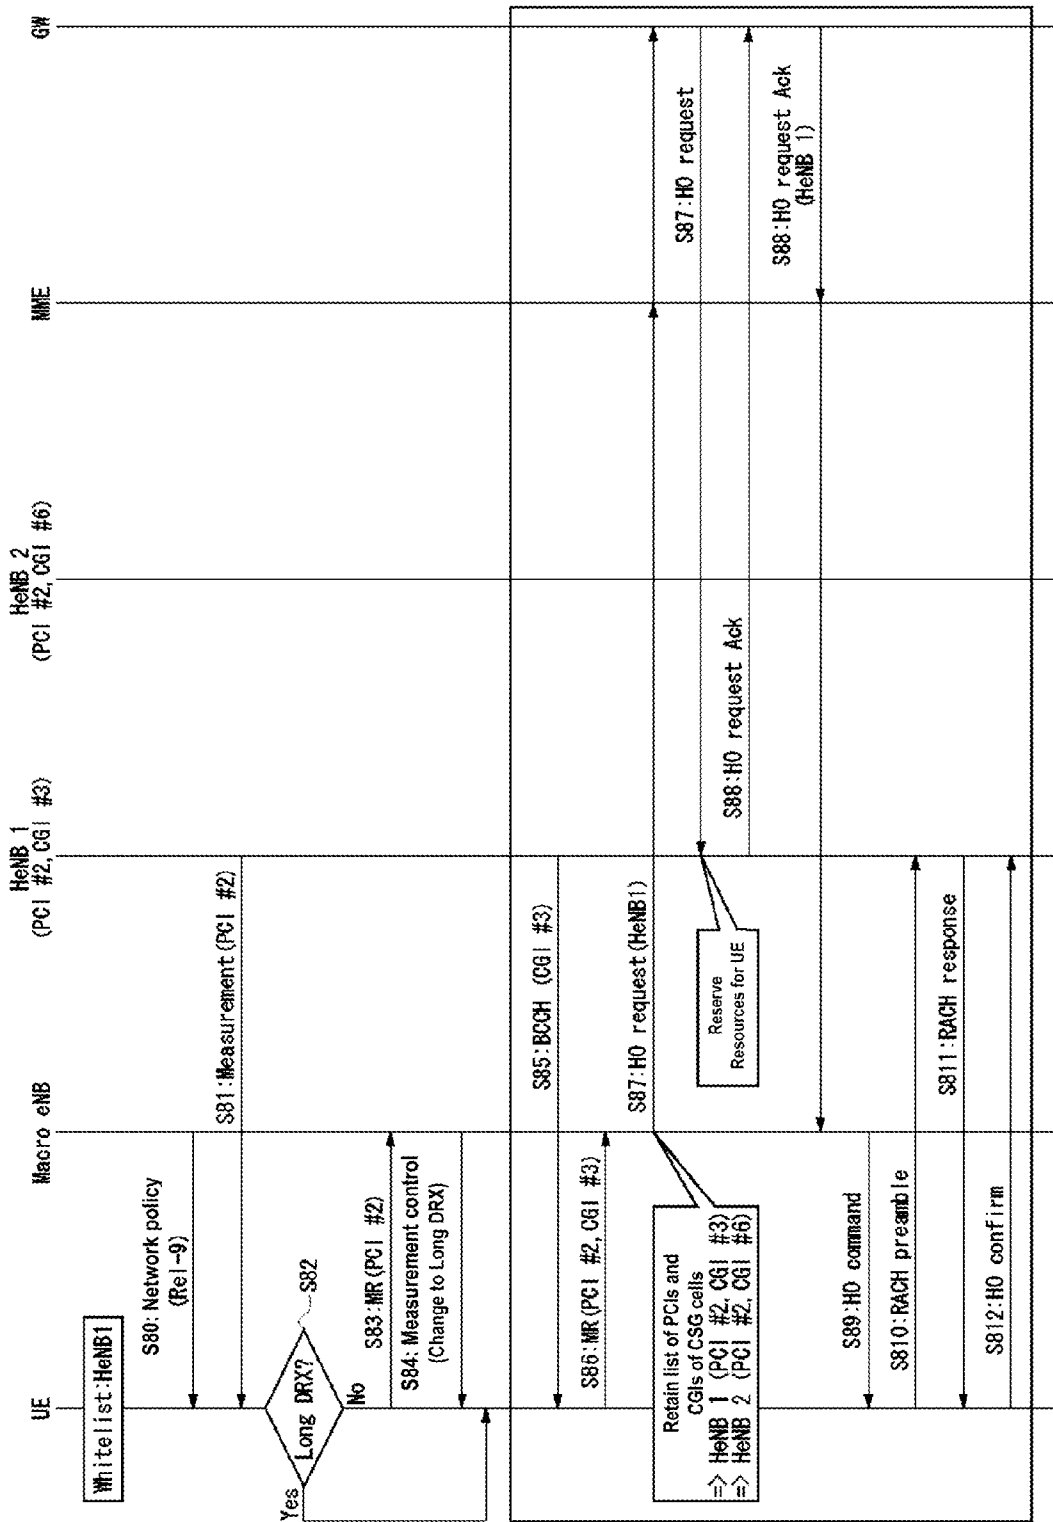 UE
Macro eNB
HeNB 1
(PCI #2, CGI #3)
HeNB 2
(PCI #2, CGI #6)
MME
GW
Whitelist:HeNB1
S80: Network policy
(Rel-9)
S81:Measurement(PCI #2)
Long DRX?
S82
Yes
No
S83:MR(PCI #2)
S84: Measurement control
(Change to Long DRX)
S85:BCCH (CGI #3)
S86:MR(PCI #2, CGI #3)
Retain list of PCIs and
CGIs of CSG cells
=> HeNB 1 (PCI #2, CGI #3)
=> HeNB 2 (PCI #2, CGI #6)
S87:HO request(HeNB1)
S87:HO request
Reserve
Resources for UE
S88:HO request Ack
S88:HO request Ack
(HeNB 1)
S89:HO command
S810:RACH preamble
S811:RACH response
S812:HO confirm